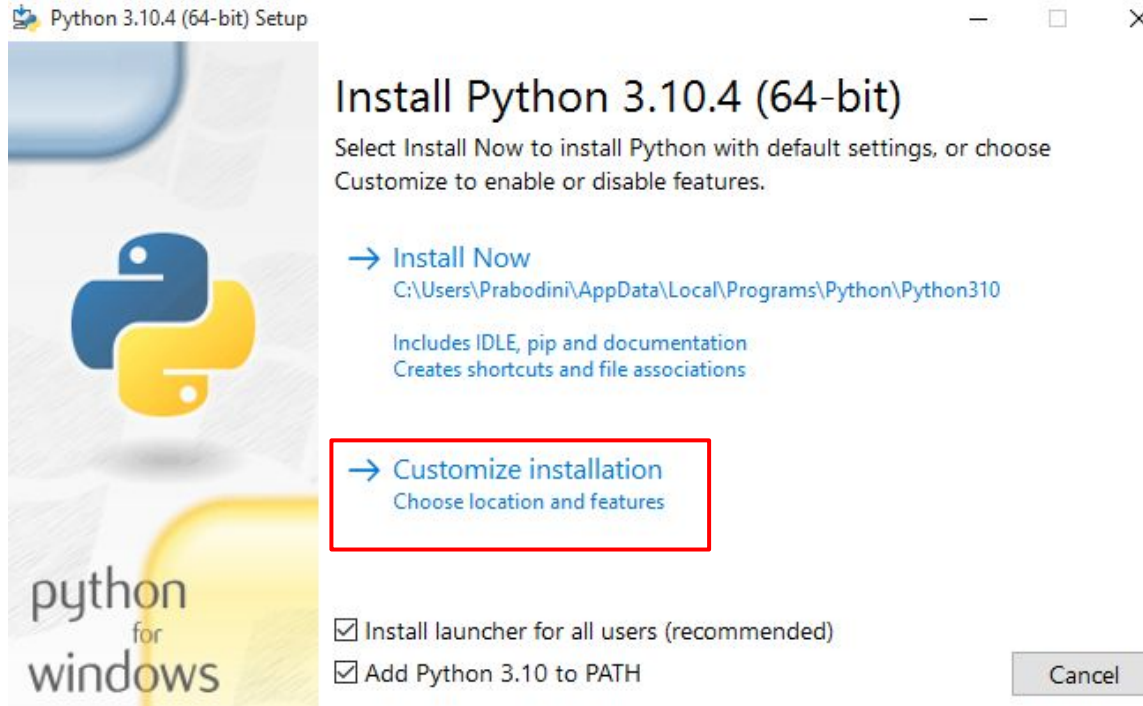 Python 3.10.4 (64-bit) Setup
Install Python 3.10.4 (64-bit)
Select Install Now to install Python with default settings, or choose
Customize to enable or disable features.
Install Now
C:\Users\Prabodini\AppData\Local\Programs\Python\Python310
Includes IDLE, pip and documentation
Creates shortcuts and file associations
Customize installation
Choose location and features
python
for
windows
Install launcher for all users (recommended)
Add Python 3.10 to PATH
Cancel